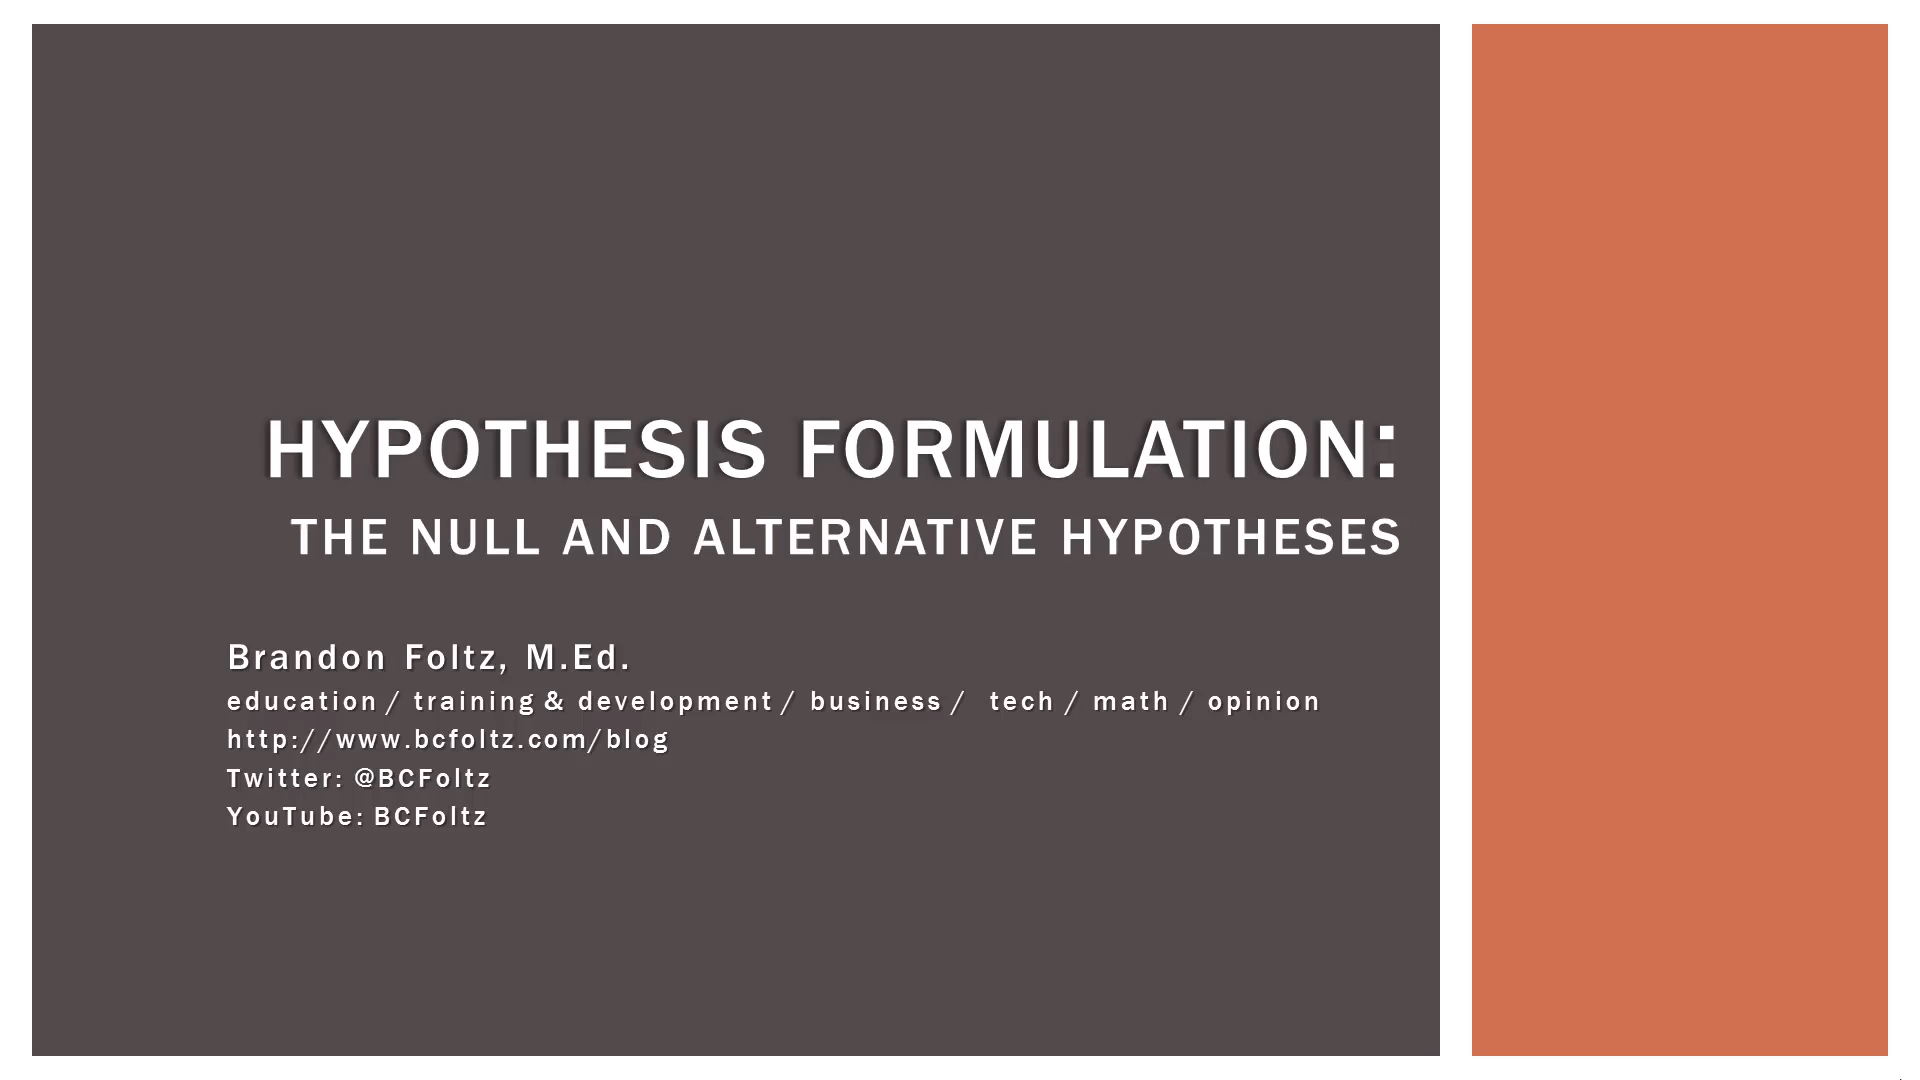 HYPOTHESIS FORMULATION:
THE NULL AND ALTERNATIVE HYPOTHESES
Brandon Foltz, M.Ed.
education / training & development / business / tech / math / opinion
http://www.bcfoltz.com/blog
Twitter: @BCFoltz
YouTube: BCFoltz